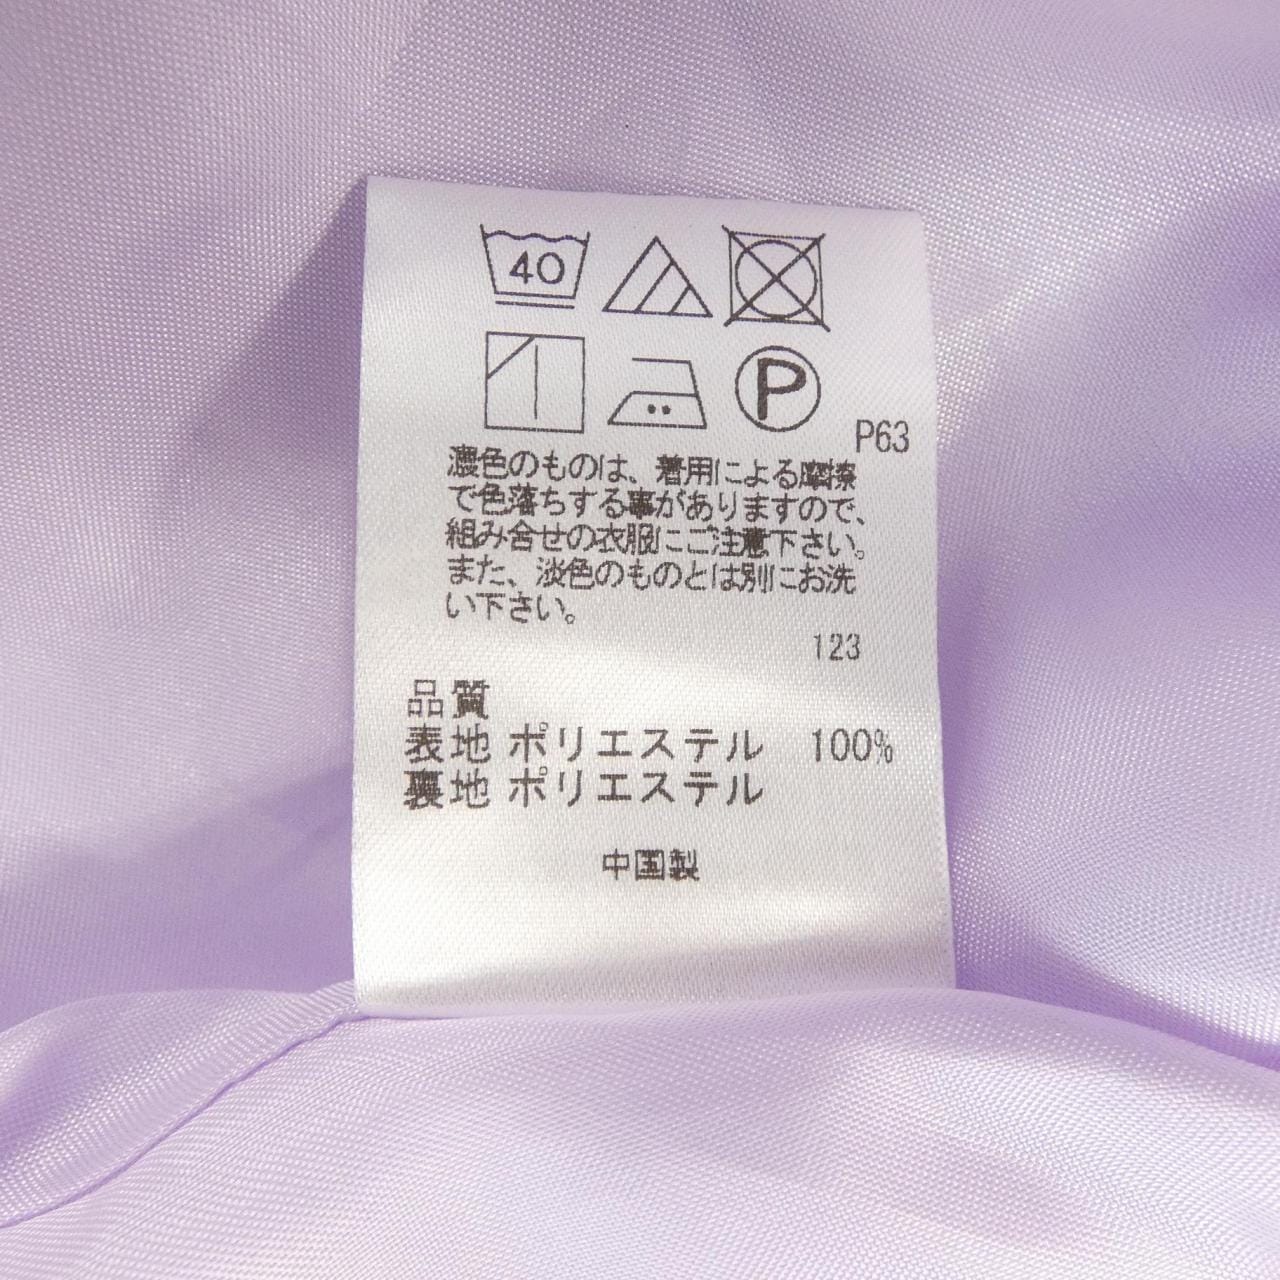 40
P
P63
濃色のものは、着用による摩擦
で色落ちする事がありますので、
組み合せの衣服にご注意下さい。
また、淡色のものとは別にお洗
い下さい。
123
品質
表地 ポリエステル 100%
裏地 ポリエステル
中国製